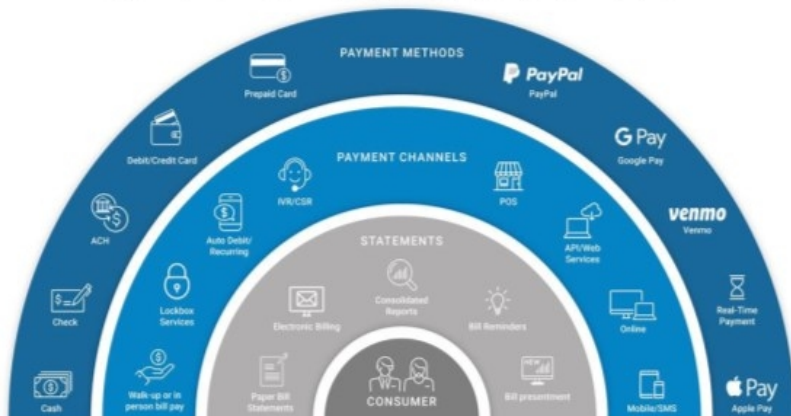 PAYMENT METHODS
Prepaid Card
PayPal
PayPal
Debit/Credit Card
G Pay
Google Pay
ACH
venmo
Venmo
Check
Real-Time
Payment
Cash
Pay
Apple Pay
PAYMENT CHANNELS
IVR/CSR
POS
Auto Debit/
Recurring
API/Web
Services
Lockbox
Services
Online
Walk-up or in
person bill pay
Mobile/SMS
STATEMENTS
Consolidated
Reports
Electronic Billing
Bill Reminders
Paper Bill
Statements
VIEW
Bill presentment
CONSUMER